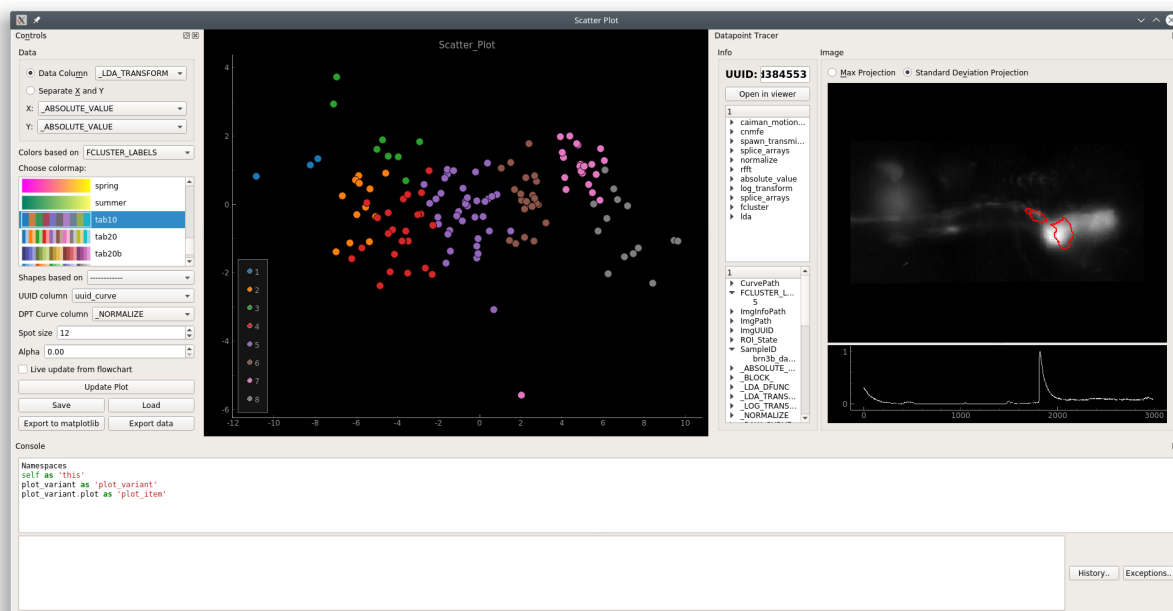 Scatter Plot
Controls
Data
Data Column _LDA_TRANSFORM
Separate X and Y
X: _ABSOLUTE_VALUE
Y: _ABSOLUTE_VALUE
Colors based on FCLUSTER_LABELS
Choose colormap:
spring
summer
tab10
tab20
tab20b
Shapes based on ------------
UUID column uuid_curve
DPT Curve column _NORMALIZE
Spot size 12
Alpha 0.00
Live update from flowchart
Update Plot
Save Load
Export to matplotlib Export data
Scatter_Plot
4
2
0
-2
-4
-6
1
2
3
4
5
6
7
8
-12 -10 -8 -6 -4 -2 0 2 4 6 8 10
Datapoint Tracer
Info
UUID: 384553
Open in viewer
1
caiman_motion...
cnmfe
spawn_transmi...
splice_arrays
normalize
rfft
absolute_value
log_transform
splice_arrays
fcluster
lda
1
CurvePath
FCLUSTER_L...
5
ImgInfoPath
ImgPath
ImgUUID
ROI_State
SampleID
brn3b_da...
_ABSOLUTE_...
_BLOCK_
_LDA_DFUNC
_LDA_TRANS...
_LOG_TRANS...
_NORMALIZE
Image
Max Projection Standard Deviation Projection
1
0
0 1000 2000 3000
Console
Namespaces
self as 'this'
plot_variant as 'plot_variant'
plot_variant.plot as 'plot_item'
History.. Exceptions..